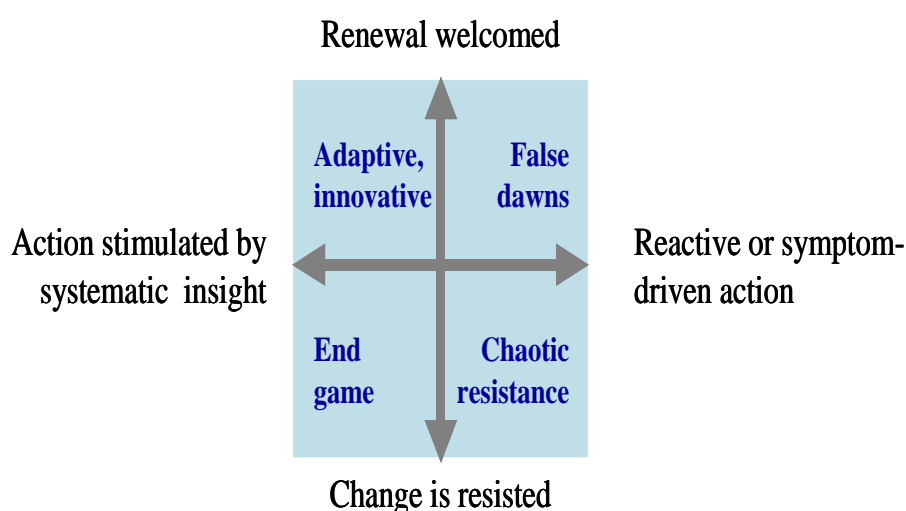 Renewal welcomed
Adaptive,
innovative
False
dawns
Action stimulated by
systematic insight
Reactive or symptom-
driven action
End
game
Chaotic
resistance
Change is resisted